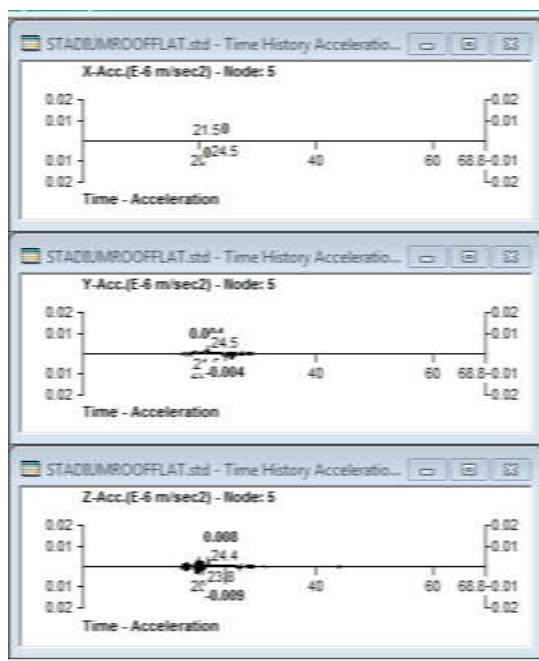 STADIUMROOFFLAT.std - Time History Acceleratio...
X-Acc.(E-6 m/sec2) - Node: 5
0.02 0.02
0.01 0.01
21.5 0
0 24.5
0.01 40 60 68.8 -0.01
0.02 0.02
Time - Acceleration
STADIUMROOFFLAT.std - Time History Acceleratio...
Y-Acc.(E-6 m/sec2) - Node: 5
0.02 0.02
0.01 0.01
24.5
0.01 -0.004 40 60 68.8 -0.01
0.02 0.02
Time - Acceleration
STADIUMROOFFLAT.std - Time History Acceleratio...
Z-Acc.(E-6 m/sec2) - Node: 5
0.02 0.02
0.008
0.01 0.01
24.4
0.01 40 60 68.8 -0.01
-0.009
0.02 0.02
Time - Acceleration